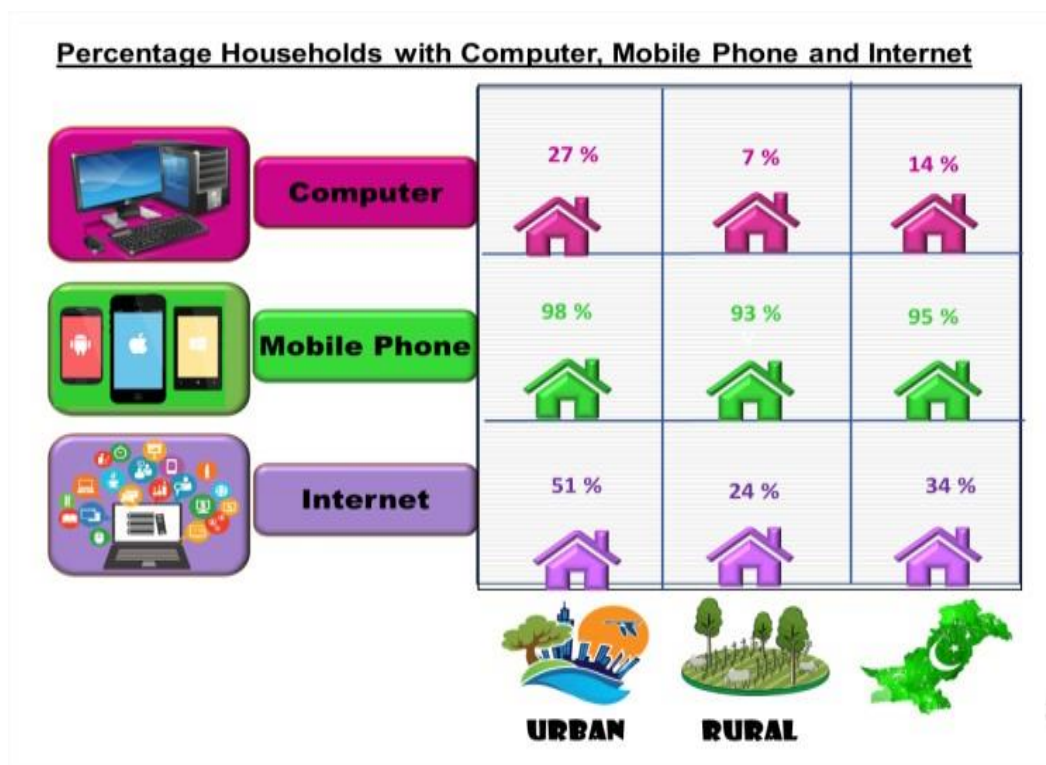 Percentage Households with Computer, Mobile Phone and Internet
27 %
7 %
14 %
Computer
98 %
93 %
95 %
Mobile Phone
51 %
24 %
34 %
Internet
URBAN
RURAL